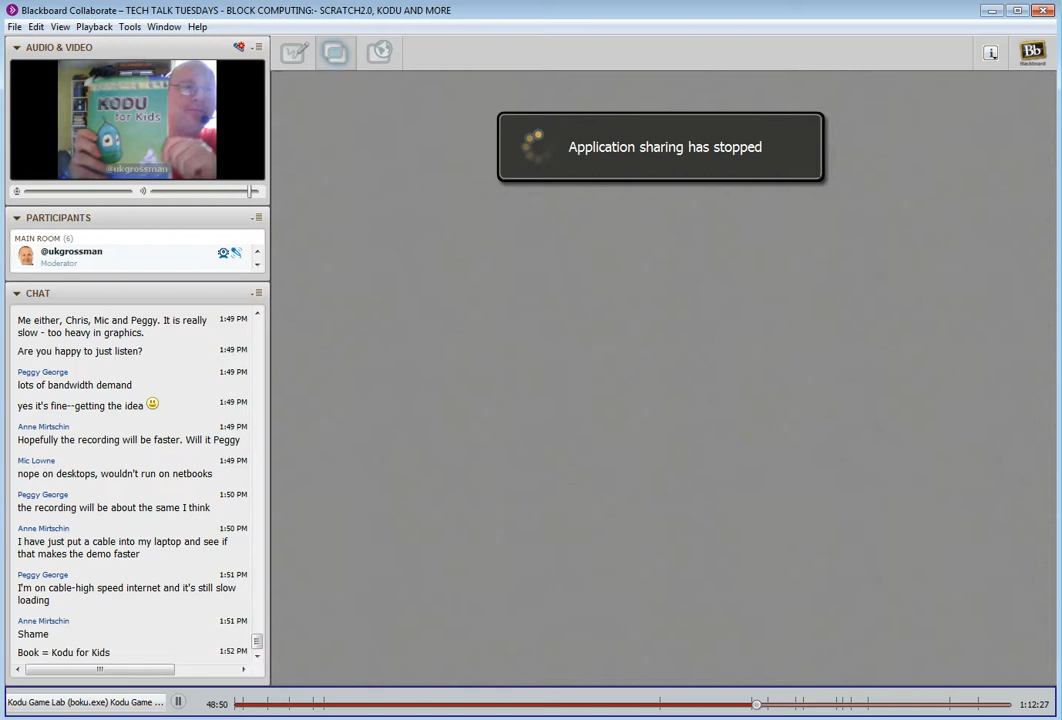 Blackboard Collaborate – TECH TALK TUESDAYS - BLOCK COMPUTING:- SCRATCH2.0, KODU AND MORE
File Edit View Playback Tools Window Help
AUDIO & VIDEO
KODU
for Kids
@ukgrossman
PARTICIPANTS
MAIN ROOM (6)
@ukgrossman
Moderator
CHAT
Me either, Chris, Mic and Peggy. It is really 1:49 PM
slow - too heavy in graphics.
Are you happy to just listen? 1:49 PM
Peggy George 1:49 PM
lots of bandwidth demand
yes it's fine--getting the idea 1:49 PM
Anne Mirtschin 1:49 PM
Hopefully the recording will be faster. Will it Peggy
Mic Lowne 1:49 PM
nope on desktops, wouldn't run on netbooks
Peggy George 1:50 PM
the recording will be about the same I think
Anne Mirtschin 1:50 PM
I have just put a cable into my laptop and see if
that makes the demo faster
Peggy George 1:51 PM
I'm on cable-high speed internet and it's still slow
loading
Anne Mirtschin 1:51 PM
Shame
Book = Kodu for Kids 1:52 PM
Application sharing has stopped
Bb
Blackboard
Kodu Game Lab (boku.exe) Kodu Game ... 48:50 1:12:27